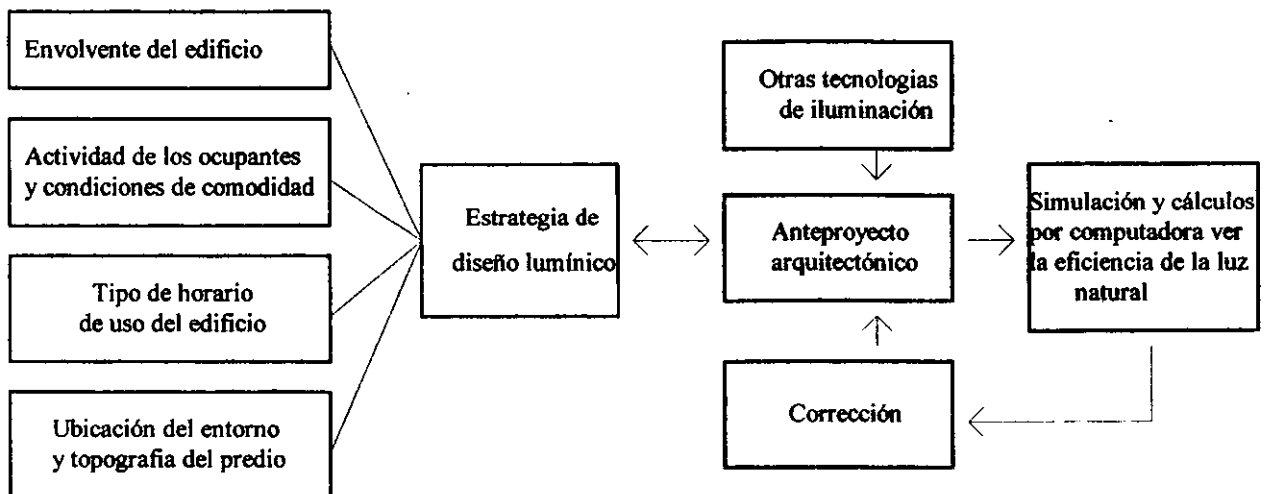 Envolvente del edificio
Actividad de los ocupantes
y condiciones de comodidad
Tipo de horario
de uso del edificio
Ubicación del entorno
y topografia del predio
Estrategia de
diseño lumínico
Otras tecnologias
de iluminación
Anteproyecto
arquitectónico
Corrección
Simulación y cálculos
por computadora ver
la eficiencia de la luz
natural